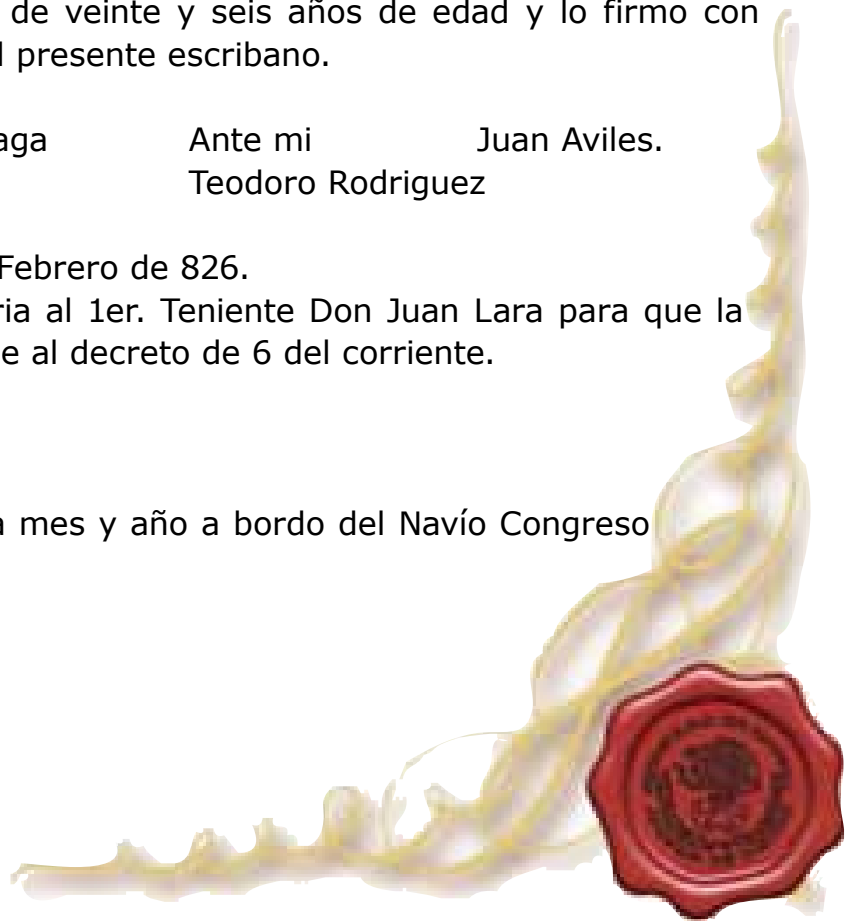 de veinte y seis años de edad y lo firmo con
l presente escribano.
aga Ante mi Juan Aviles.
Teodoro Rodriguez
Febrero de 826.
ria al 1er. Teniente Don Juan Lara para que la
e al decreto de 6 del corriente.
a mes y año a bordo del Navío Congreso